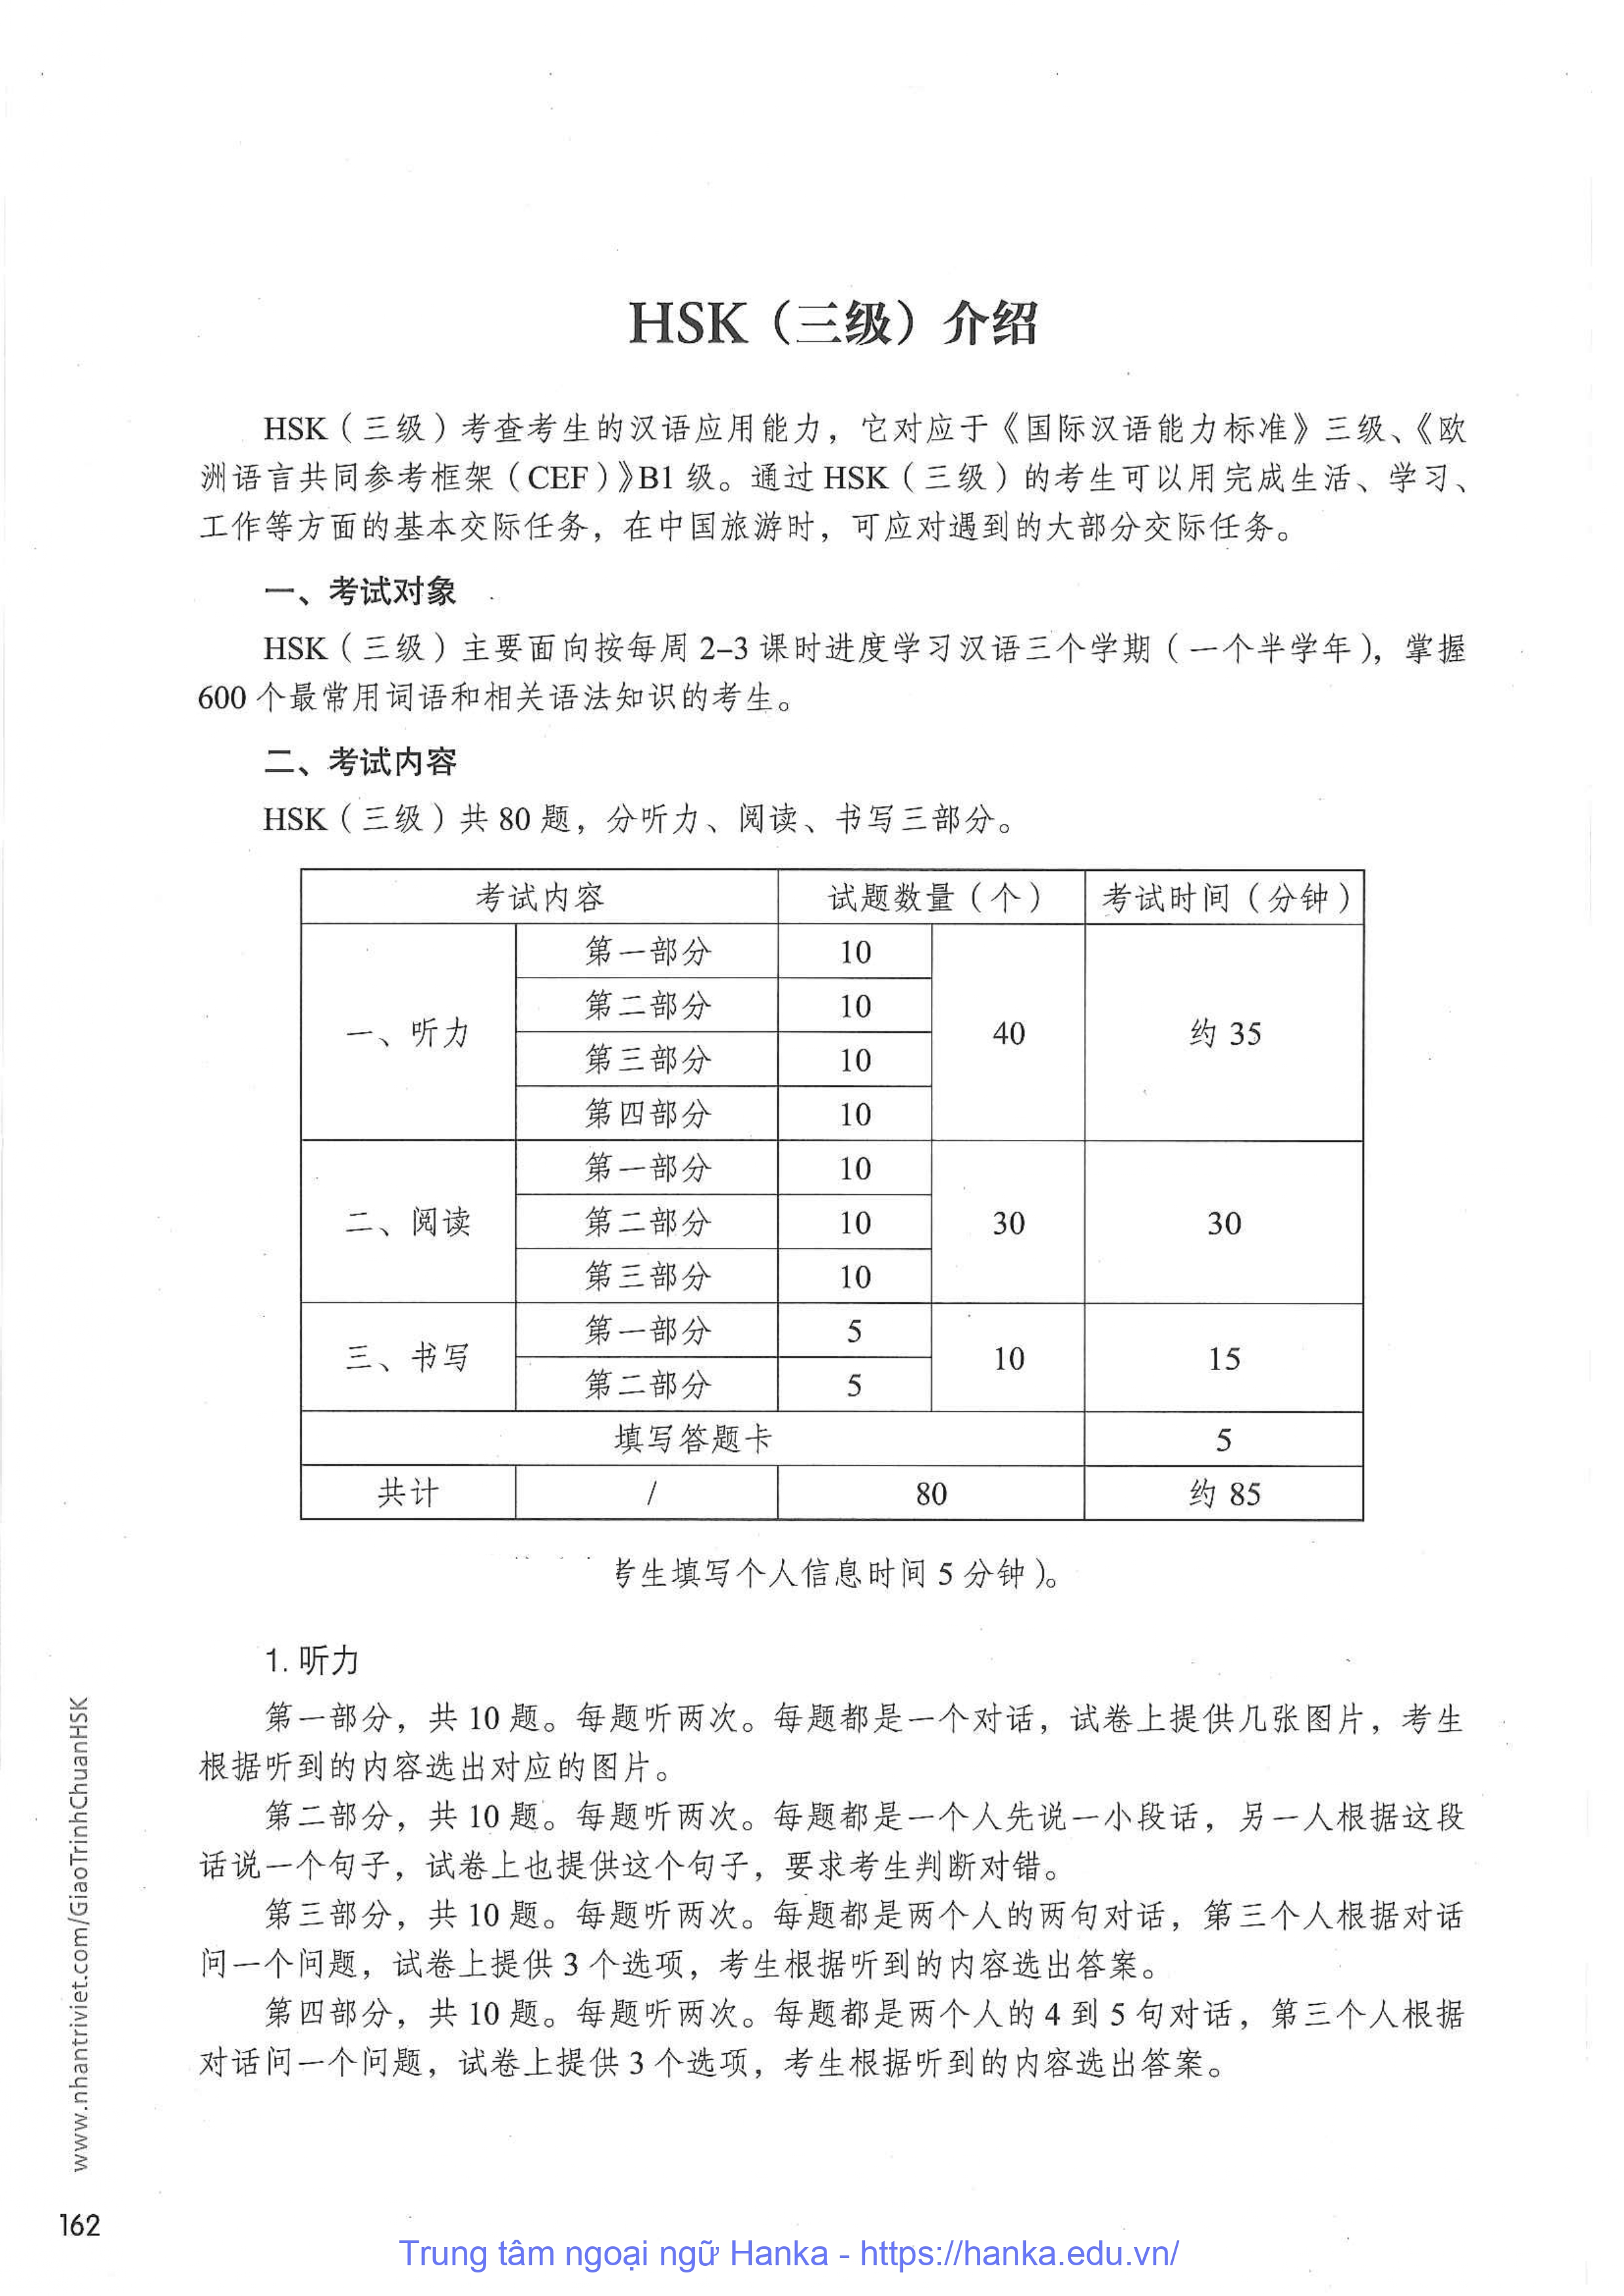 HSK（三级）介绍
HSK（三级）考查考生的汉语应用能力，它对应于《国际汉语能力标准》三级、《欧
洲语言共同参考框架（CEF）》B1 级。通过 HSK（三级）的考生可以用完成生活、学习、
工作等方面的基本交际任务，在中国旅游时，可应对遇到的大部分交际任务。
一、考试对象
HSK（三级）主要面向按每周 2–3 课时进度学习汉语三个学期（一个半学年），掌握
600 个最常用词语和相关语法知识的考生。
二、考试内容
HSK（三级）共 80 题，分听力、阅读、书写三部分。
考试内容 试题数量（个） 考试时间（分钟）
一、听力 第一部分 10 40 约 35
第二部分 10
第三部分 10
第四部分 10
二、阅读 第一部分 10 30 30
第二部分 10
第三部分 10
三、书写 第一部分 5 10 15
第二部分 5
填写答题卡 5
共计 / 80 约 85
考生填写个人信息时间 5 分钟）。
1. 听力
第一部分，共 10 题。每题听两次。每题都是一个对话，试卷上提供几张图片，考生
根据听到的内容选出对应的图片。
第二部分，共 10 题。每题听两次。每题都是一个人先说一小段话，另一人根据这段
话说一个句子，试卷上也提供这个句子，要求考生判断对错。
第三部分，共 10 题。每题听两次。每题都是两个人的两句对话，第三个人根据对话
问一个问题，试卷上提供 3 个选项，考生根据听到的内容选出答案。
第四部分，共 10 题。每题听两次。每题都是两个人的 4 到 5 句对话，第三个人根据
对话问一个问题，试卷上提供 3 个选项，考生根据听到的内容选出答案。
www.nhantriviet.com/GiaoTrinhChuanHSK
162
Trung tâm ngoại ngữ Hanka - https://hanka.edu.vn/